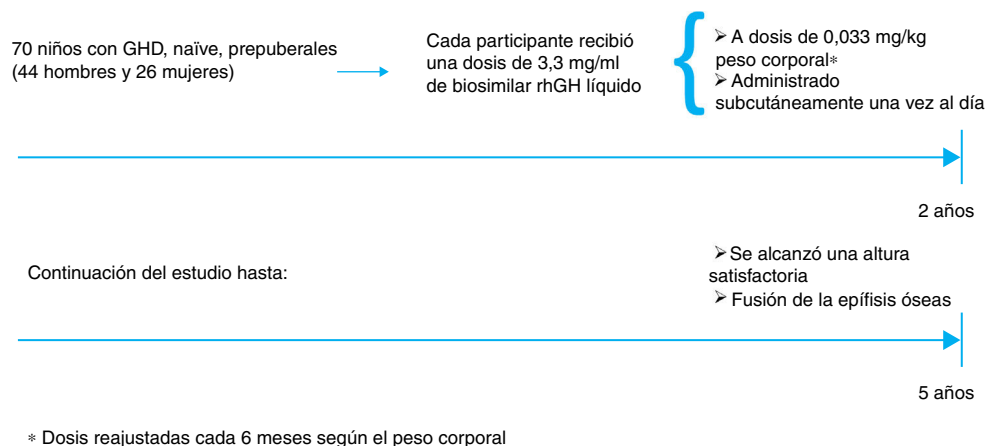 70 niños con GHD, naïve, prepuberales
(44 hombres y 26 mujeres)
Cada participante recibió
una dosis de 3,3 mg/ml
de biosimilar rhGH líquido
➢ A dosis de 0,033 mg/kg
peso corporal*
➢ Administrado
subcutáneamente una vez al día
2 años
Continuación del estudio hasta:
➢ Se alcanzó una altura
satisfactoria
➢ Fusión de la epífisis óseas
5 años
* Dosis reajustadas cada 6 meses según el peso corporal